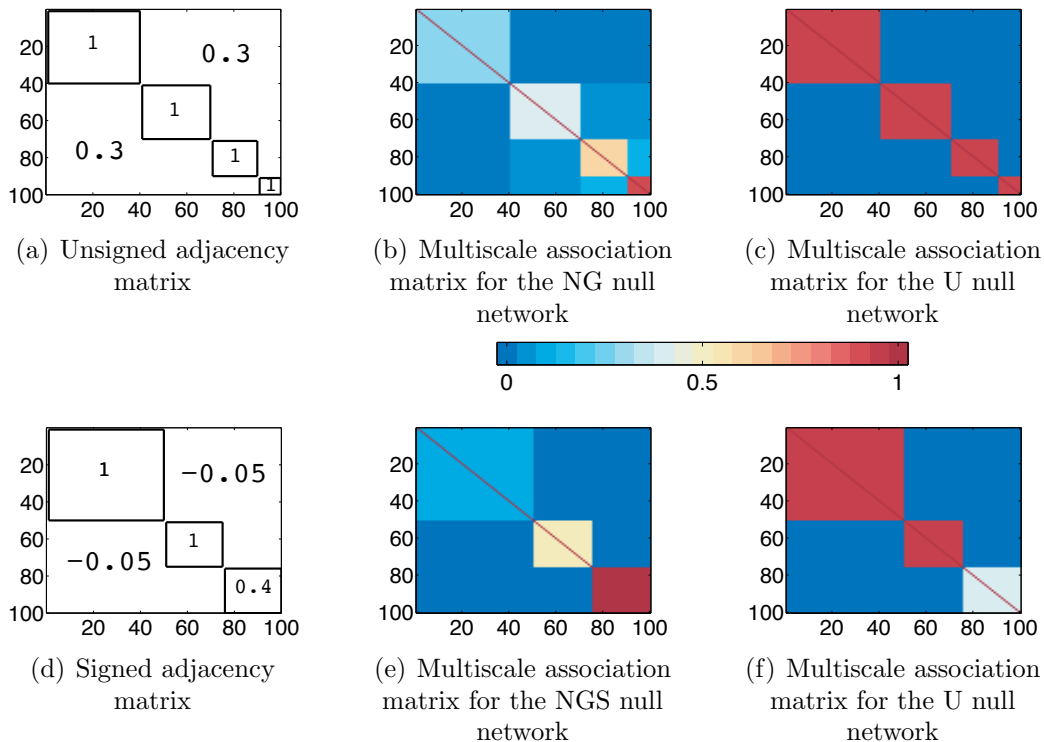 1
0.3
1
0.3
1
1
20
40
60
80
100
20 40 60 80 100
20
40
60
80
100
20 40 60 80 100
20
40
60
80
100
20 40 60 80 100
(a) Unsigned adjacency
matrix
(b) Multiscale association
matrix for the NG null
network
(c) Multiscale association
matrix for the U null
network
0 0.5 1
1
−0.05
1
−0.05
0.4
20
40
60
80
100
20 40 60 80 100
20
40
60
80
100
20 40 60 80 100
20
40
60
80
100
20 40 60 80 100
(d) Signed adjacency
matrix
(e) Multiscale association
matrix for the NGS null
network
(f) Multiscale association
matrix for the U null
network